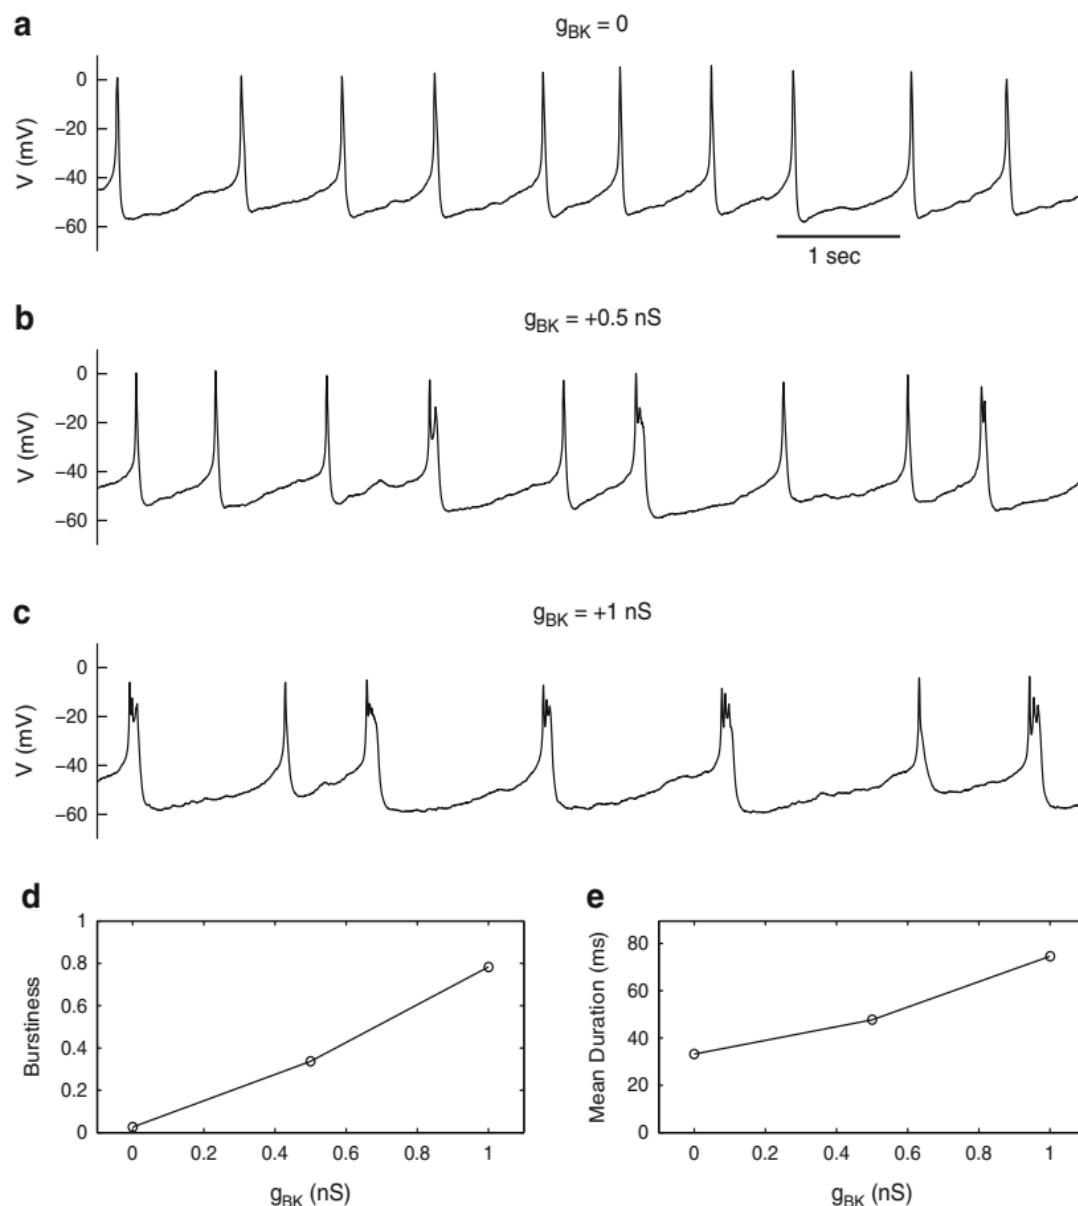 a
g_BK = 0
0
−20
−40
−60
V (mV)
1 sec
b
g_BK = +0.5 nS
0
−20
−40
−60
V (mV)
c
g_BK = +1 nS
0
−20
−40
−60
V (mV)
d
1
0.8
0.6
0.4
0.2
0
Burstiness
0 0.2 0.4 0.6 0.8 1
g_BK (nS)
e
80
60
40
20
0
Mean Duration (ms)
0 0.2 0.4 0.6 0.8 1
g_BK (nS)